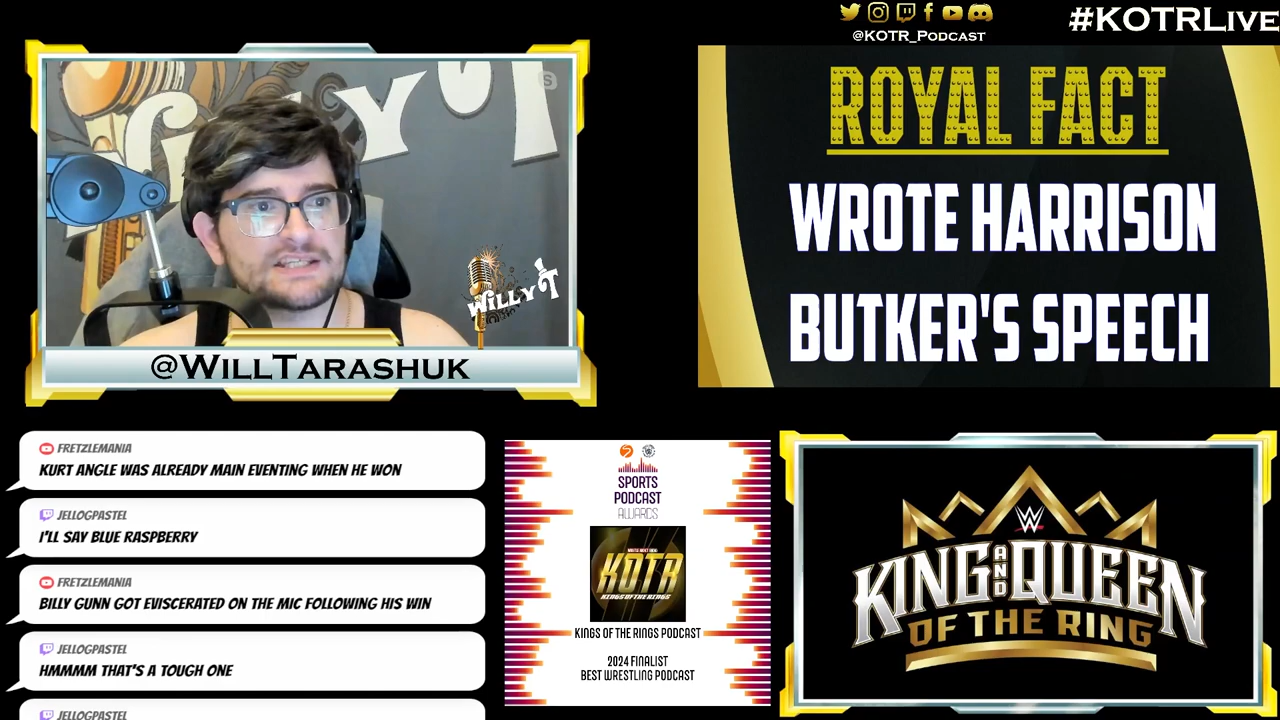 @KOTR_Podcast
#KOTRLive
ROYAL FACT
WROTE HARRISON
BUTKER'S SPEECH
WILLY T
WILLY T
S
@WillTarashuk
FRETZLEMANIA
KURT ANGLE WAS ALREADY MAIN EVENTING WHEN HE WON
JELLOGPASTEL
I'LL SAY BLUE RASPBERRY
FRETZLEMANIA
BILLY GUNN GOT EVISCERATED ON THE MIC FOLLOWING HIS WIN
JELLOGPASTEL
HMMMM THAT'S A TOUGH ONE
JELLOGPASTEL
SPORTS
PODCAST
AWARDS
KOTR
KINGS OF THE RINGS
KINGS OF THE RINGS PODCAST
2024 FINALIST
BEST WRESTLING PODCAST
W
KING AND QUEEN
OF THE RING